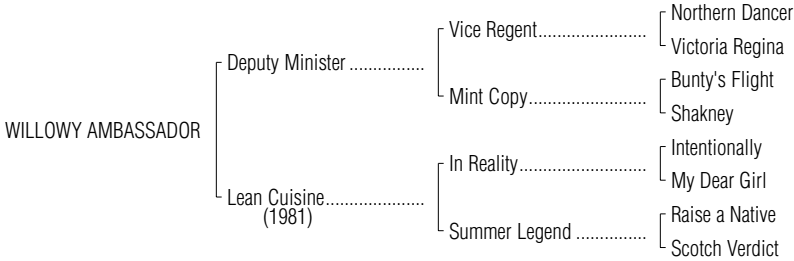 Northern Dancer
Vice Regent......................
Victoria Regina
Deputy Minister ................
Bunty's Flight
Mint Copy........................
Shakney
WILLOWY AMBASSADOR
Intentionally
In Reality..........................
My Dear Girl
Lean Cuisine.....................
(1981)
Raise a Native
Summer Legend ...............
Scotch Verdict